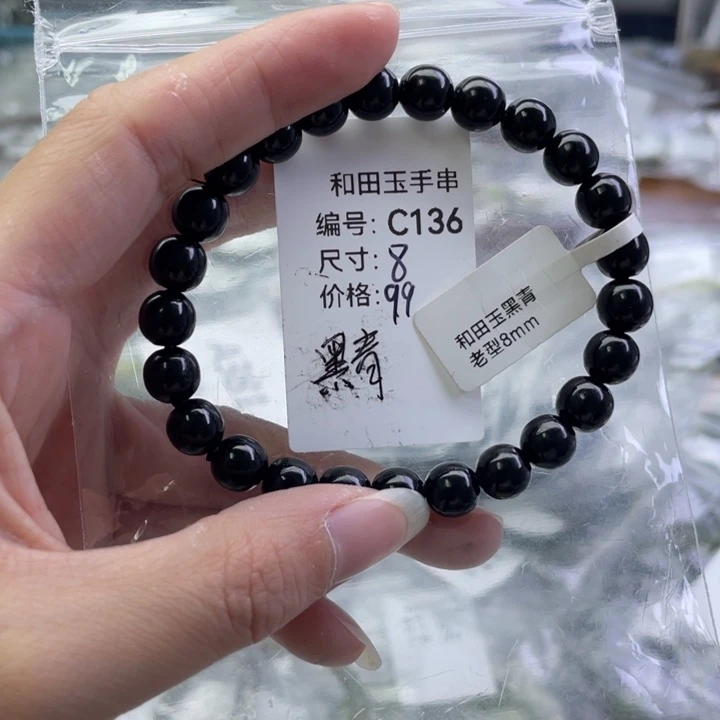 和田玉手串
编号: C136
尺寸: 8
价格: 99
黑青
和田玉黑青
老型8mm